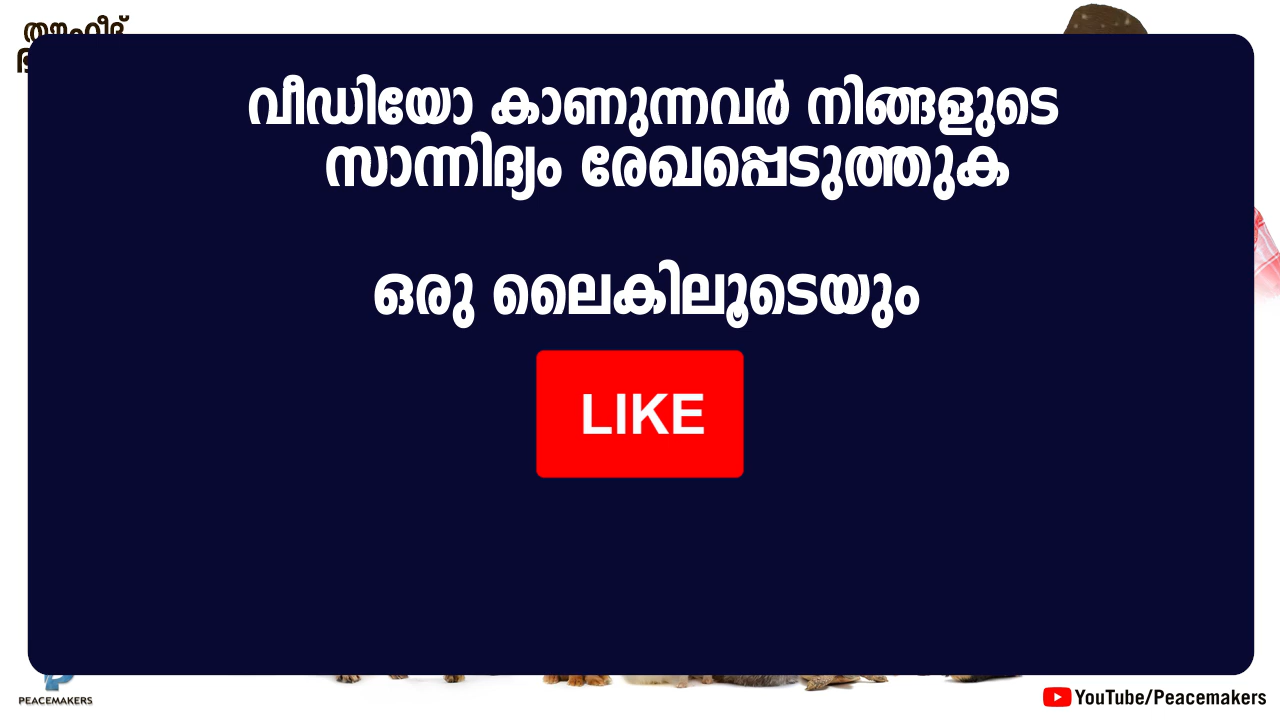 തൗഹീദ്
വീഡിയോ കാണുന്നവർ നിങ്ങളുടെ
സാന്നിദ്യം രേഖപ്പെടുത്തുക
ഒരു ലൈകിലൂടെയും
LIKE
PEACEMAKERS
YouTube/Peacemakers